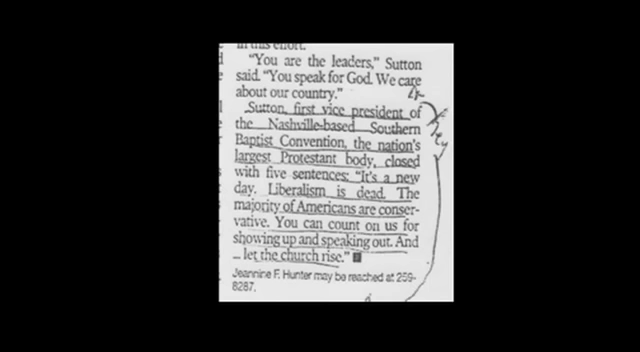 in this effort.
"You are the leaders," Sutton
said. "You speak for God. We care
about our country."
Sutton, first vice president of
the Nashville-based Southern
Baptist Convention, the nation's
largest Protestant body, closed
with five sentences: "It's a new
day. Liberalism is dead. The
majority of Americans are conser-
vative. You can count on us for
showing up and speaking out. And
... let the church rise."
Jeannine F. Hunter may be reached at 259-
8287.